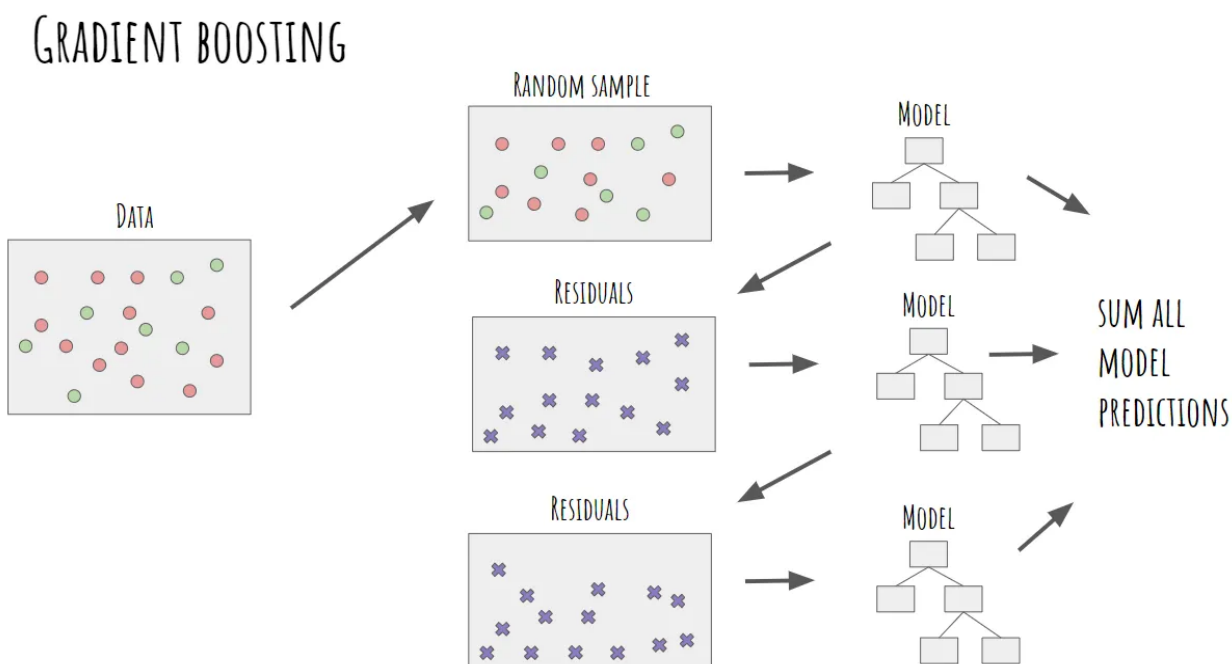 GRADIENT BOOSTING
RANDOM SAMPLE
MODEL
DATA
RESIDUALS
MODEL
SUM ALL
MODEL
PREDICTIONS
RESIDUALS
MODEL